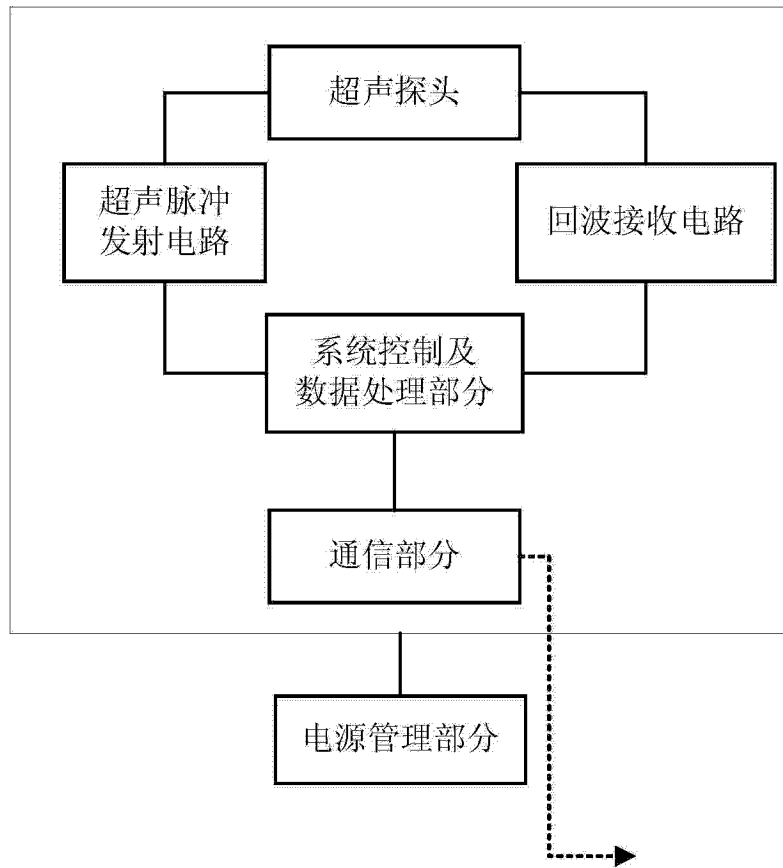 超声探头
超声脉冲
发射电路
回波接收电路
系统控制及
数据处理部分
通信部分
电源管理部分